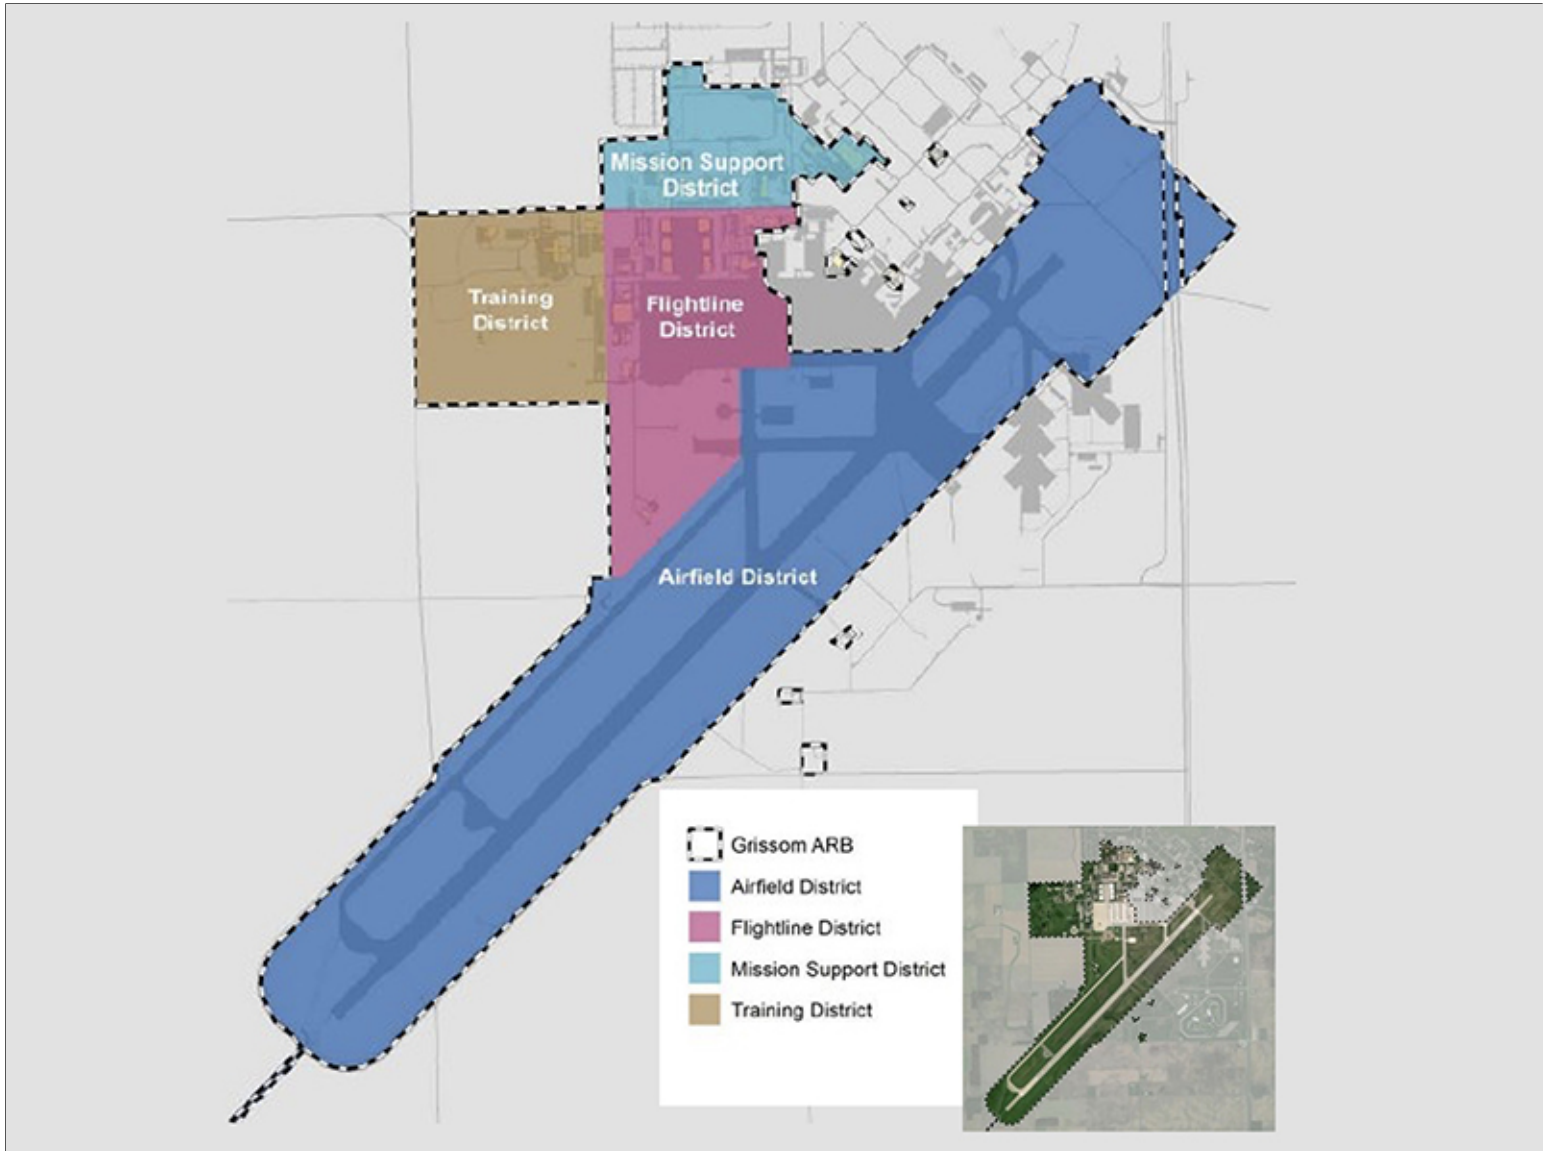 Mission Support
District
Training
District
Flightline
District
Airfield District
Grissom ARB
Airfield District
Flightline District
Mission Support District
Training District